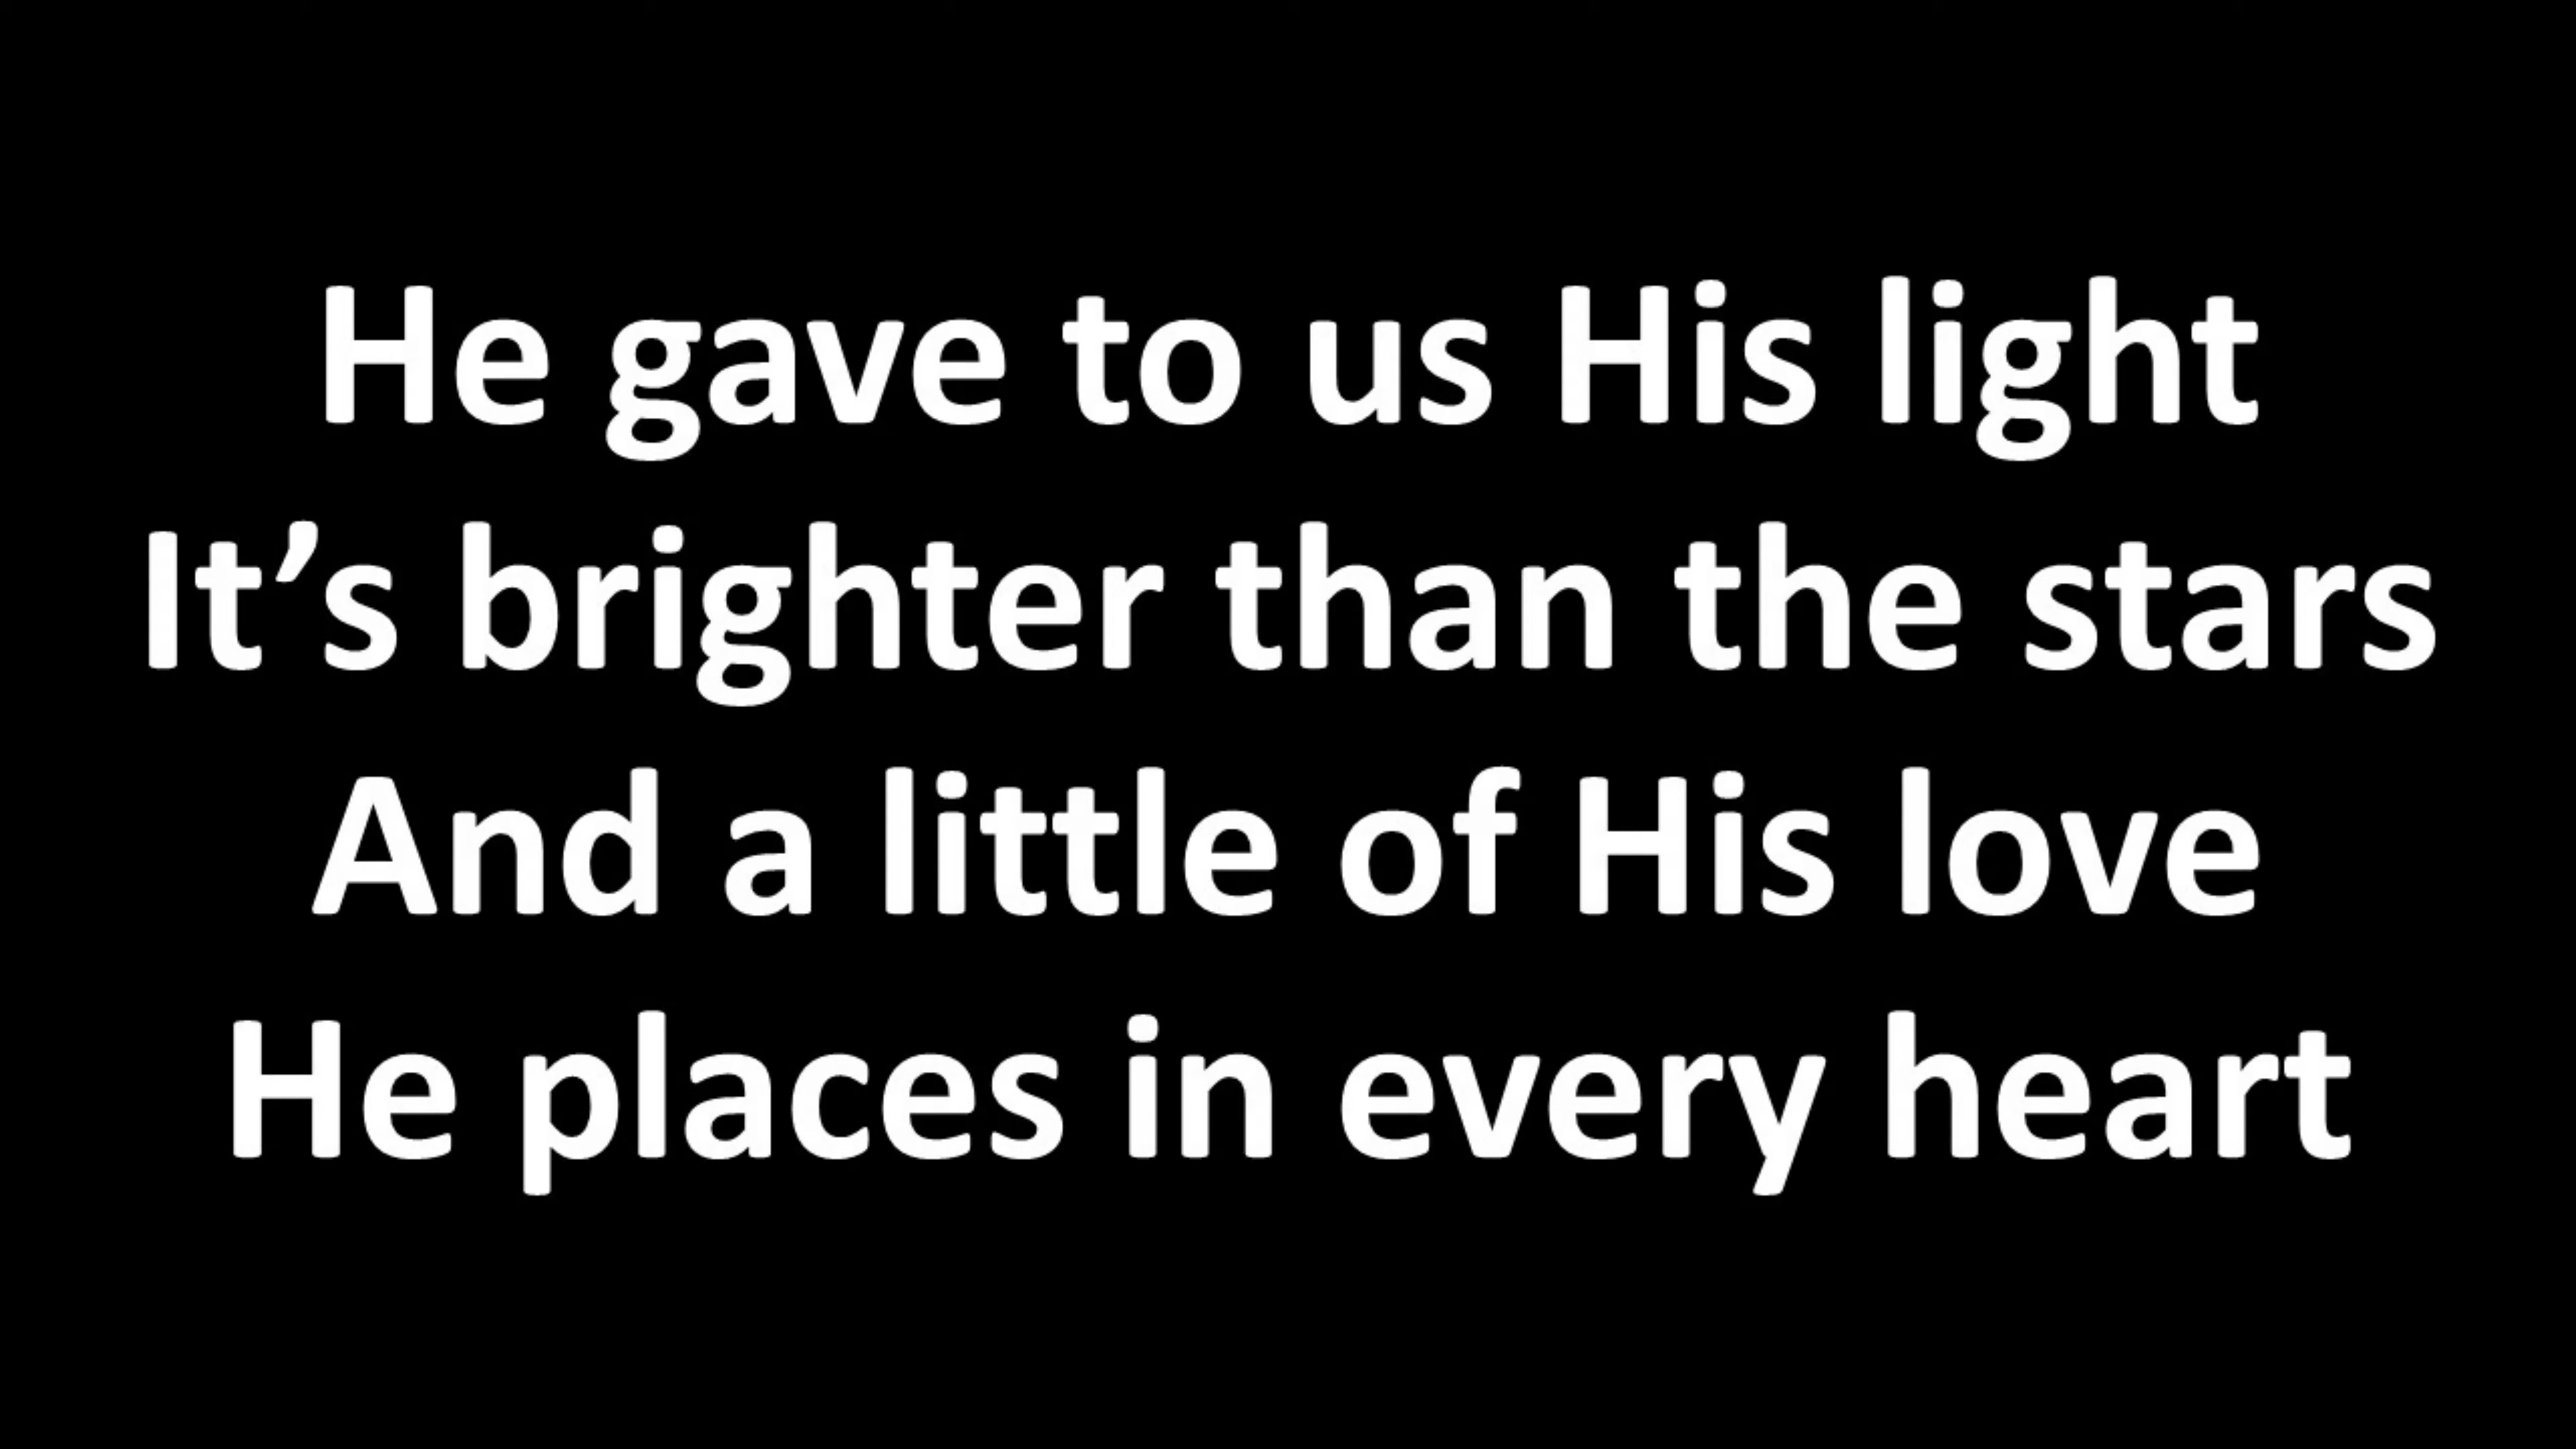 He gave to us His light
It’s brighter than the stars
And a little of His love
He places in every heart